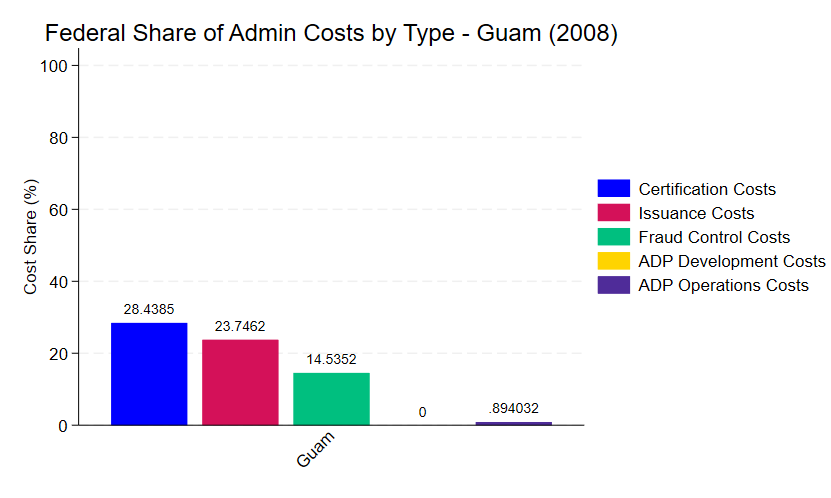 Federal Share of Admin Costs by Type - Guam (2008)
100
80
60
40
20
0
Cost Share (%)
28.4385
23.7462
14.5352
0
.894032
Guam
Certification Costs
Issuance Costs
Fraud Control Costs
ADP Development Costs
ADP Operations Costs